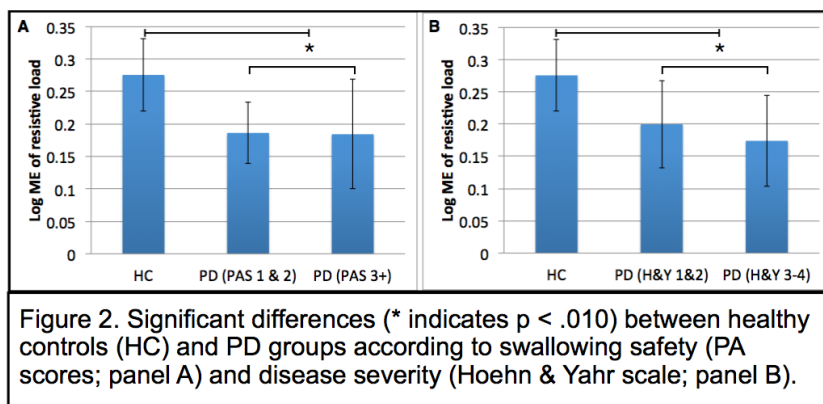 A
Log ME of resistive load
0.35
0.3
0.25
0.2
0.15
0.1
0.05
0
*
HC
PD (PAS 1 & 2)
PD (PAS 3+)
B
Log ME of resistive load
0.35
0.3
0.25
0.2
0.15
0.1
0.05
0
*
HC
PD (H&Y 1&2)
PD (H&Y 3-4)
Figure 2. Significant differences (* indicates p < .010) between healthy
controls (HC) and PD groups according to swallowing safety (PA
scores; panel A) and disease severity (Hoehn & Yahr scale; panel B).